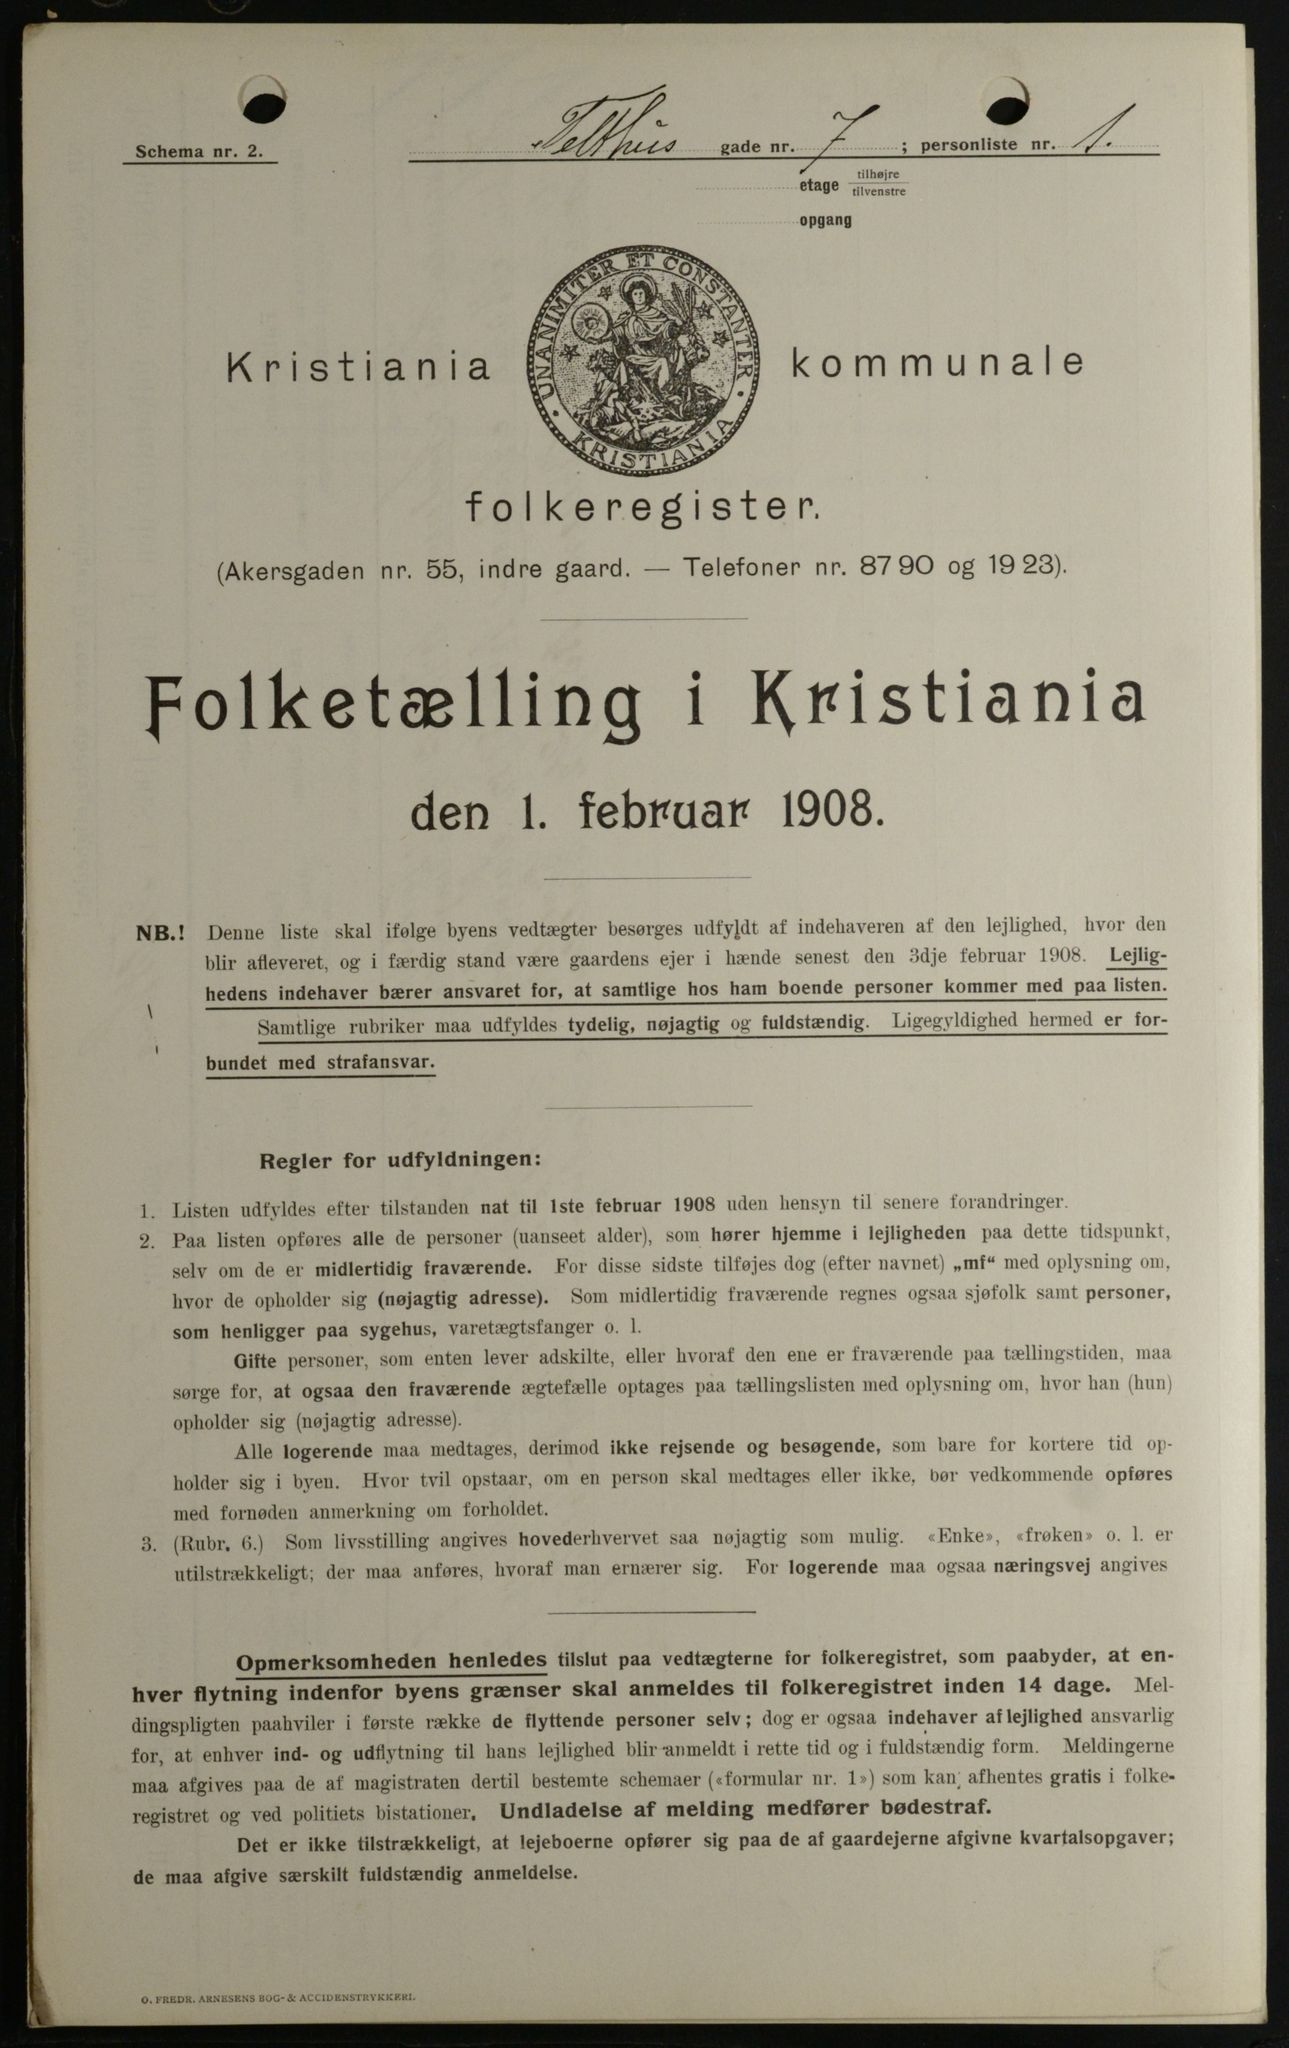 Schema nr. 2.
Telthus gade nr. 7 ; personliste nr. 1.
etage tilhøjre
tilvenstre
opgang
UNANIMITER ET CONSTANTER
KRISTIANIA
Kristiania kommunale
folkeregister.
(Akersgaden nr. 55, indre gaard. — Telefoner nr. 87 90 og 19 23).
Folketælling i Kristiania
den 1. februar 1908.
NB.! Denne liste skal ifølge byens vedtægter besørges udfyldt af indehaveren af den lejlighed, hvor den
blir afleveret, og i færdig stand være gaardens ejer i hænde senest den 3dje februar 1908. Lejlig-
hedens indehaver bærer ansvaret for, at samtlige hos ham boende personer kommer med paa listen.
Samtlige rubriker maa udfyldes tydelig, nøjagtig og fuldstændig. Ligegyldighed hermed er for-
bundet med strafansvar.
Regler for udfyldningen:
1. Listen udfyldes efter tilstanden nat til 1ste februar 1908 uden hensyn til senere forandringer.
2. Paa listen opføres alle de personer (uanseet alder), som hører hjemme i lejligheden paa dette tidspunkt,
selv om de er midlertidig fraværende. For disse sidste tilføjes dog (efter navnet) „mf“ med oplysning om,
hvor de opholder sig (nøjagtig adresse). Som midlertidig fraværende regnes ogsaa sjøfolk samt personer,
som henligger paa sygehus, varetægtsfanger o. l.
Gifte personer, som enten lever adskilte, eller hvoraf den ene er fraværende paa tællingstiden, maa
sørge for, at ogsaa den fraværende ægtefælle optages paa tællingslisten med oplysning om, hvor han (hun)
opholder sig (nøjagtig adresse).
Alle logerende maa medtages, derimod ikke rejsende og besøgende, som bare for kortere tid op-
holder sig i byen. Hvor tvil opstaar, om en person skal medtages eller ikke, bør vedkommende opføres
med fornøden anmerkning om forholdet.
3. (Rubr. 6.) Som livsstilling angives hovederhvervet saa nøjagtig som mulig. «Enke», «frøken» o. l. er
utilstrækkeligt; der maa anføres, hvoraf man ernærer sig. For logerende maa ogsaa næringsvej angives
Opmerksomheden henledes tilslut paa vedtægterne for folkeregistret, som paabyder, at en-
hver flytning indenfor byens grænser skal anmeldes til folkeregistret inden 14 dage. Mel-
dingspligten paahviler i første række de flyttende personer selv; dog er ogsaa indehaver af lejlighed ansvarlig
for, at enhver ind- og udflytning til hans lejlighed blir anmeldt i rette tid og i fuldstændig form. Meldingerne
maa afgives paa de af magistraten dertil bestemte schemaer («formular nr. 1») som kan afhentes gratis i folke-
registret og ved politiets bistationer. Undladelse af melding medfører bødestraf.
Det er ikke tilstrækkeligt, at lejeboerne opfører sig paa de af gaardejerne afgivne kvartalsopgaver;
de maa afgive særskilt fuldstændig anmeldelse.
O. FREDR. ARNESENS BOG- & ACCIDENSTRYKKERI.